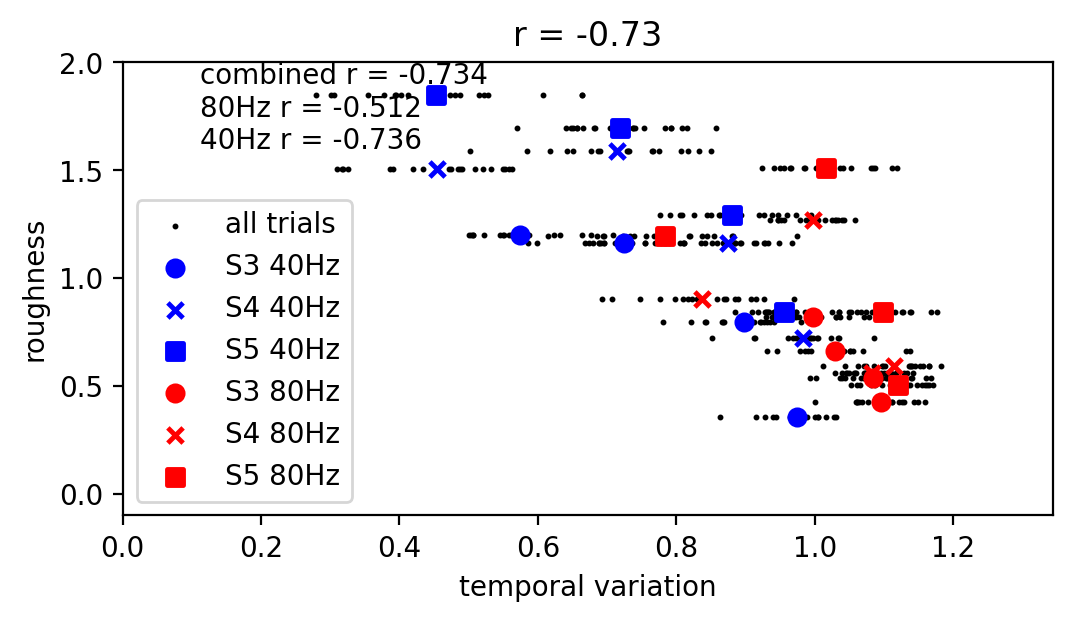 r = -0.73
combined r = -0.734
80Hz r = -0.512
40Hz r = -0.736
all trials
S3 40Hz
S4 40Hz
S5 40Hz
S3 80Hz
S4 80Hz
S5 80Hz
roughness
2.0
1.5
1.0
0.5
0.0
0.0 0.2 0.4 0.6 0.8 1.0 1.2
temporal variation